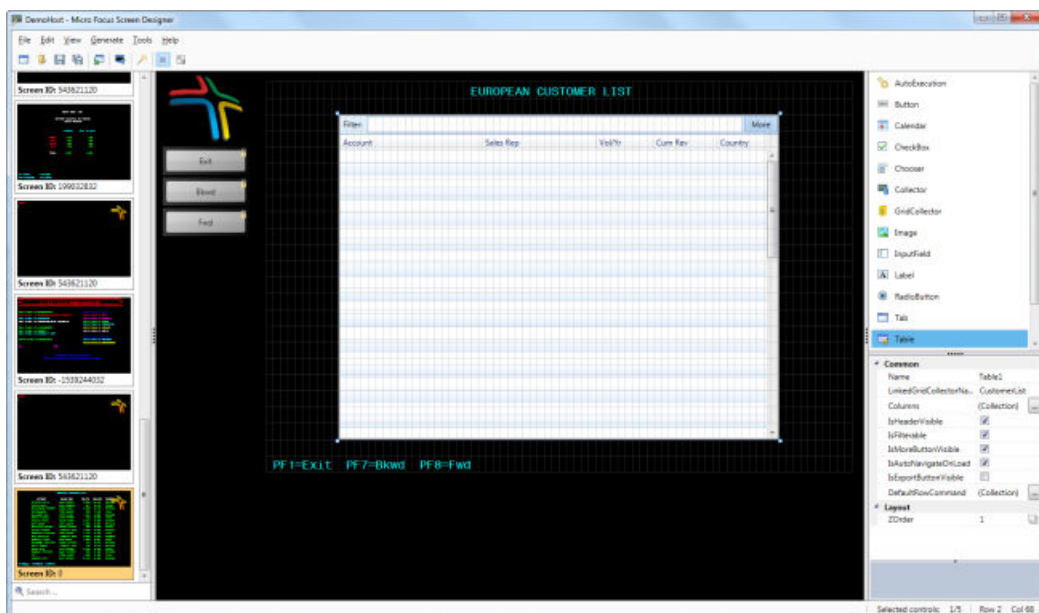 DemoHost - Micro Focus Screen Designer
File Edit View Generate Tools Help
Screen ID: 543621120
Screen ID: 199032832
Screen ID: 543621120
Screen ID: -1539244032
Screen ID: 543621120
Screen ID: 0
Search...
Exit
Bkwd
Fwd
EUROPEAN CUSTOMER LIST
Filter: More
Account Sales Rep Vol/Yr Cum Rev Country
PF1=Exit PF7=Bkwd PF8=Fwd
AutoExecution
Button
Calendar
CheckBox
Chooser
Collector
GridCollector
Image
InputField
Label
RadioButton
Tab
Table
Common
Name Table1
LinkedGridCollectorNa... CustomerList
Columns (Collection) ...
IsHeaderVisible
IsFilterable
IsMoreButtonVisible
IsAutoNavigateOnLoad
IsExportButtonVisible
DefaultRowCommand (Collection) ...
Layout
ZOrder 1
Selected controls: 1/5 Row 2 Col 68